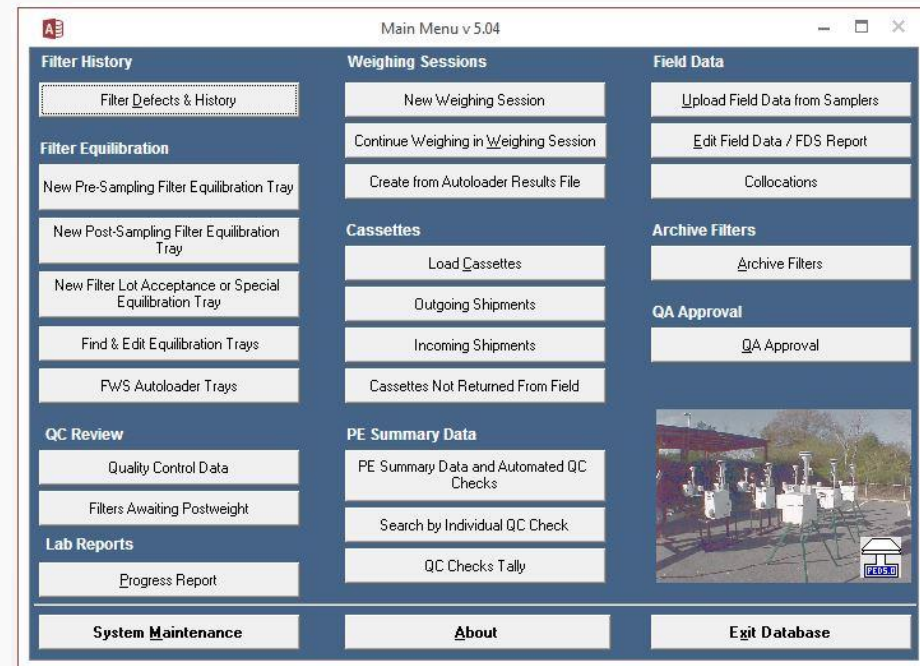 Main Menu v 5.04
Filter History
Filter Defects & History
Filter Equilibration
New Pre-Sampling Filter Equilibration Tray
New Post-Sampling Filter Equilibration
Tray
New Filter Lot Acceptance or Special
Equilibration Tray
Find & Edit Equilibration Trays
FWS Autoloader Trays
QC Review
Quality Control Data
Filters Awaiting Postweight
Lab Reports
Progress Report
System Maintenance
Weighing Sessions
New Weighing Session
Continue Weighing in Weighing Session
Create from Autoloader Results File
Cassettes
Load Cassettes
Outgoing Shipments
Incoming Shipments
Cassettes Not Returned From Field
PE Summary Data
PE Summary Data and Automated QC
Checks
Search by Individual QC Check
QC Checks Tally
About
Field Data
Upload Field Data from Samplers
Edit Field Data / FDS Report
Collocations
Archive Filters
Archive Filters
QA Approval
QA Approval
PED5.0
Exit Database